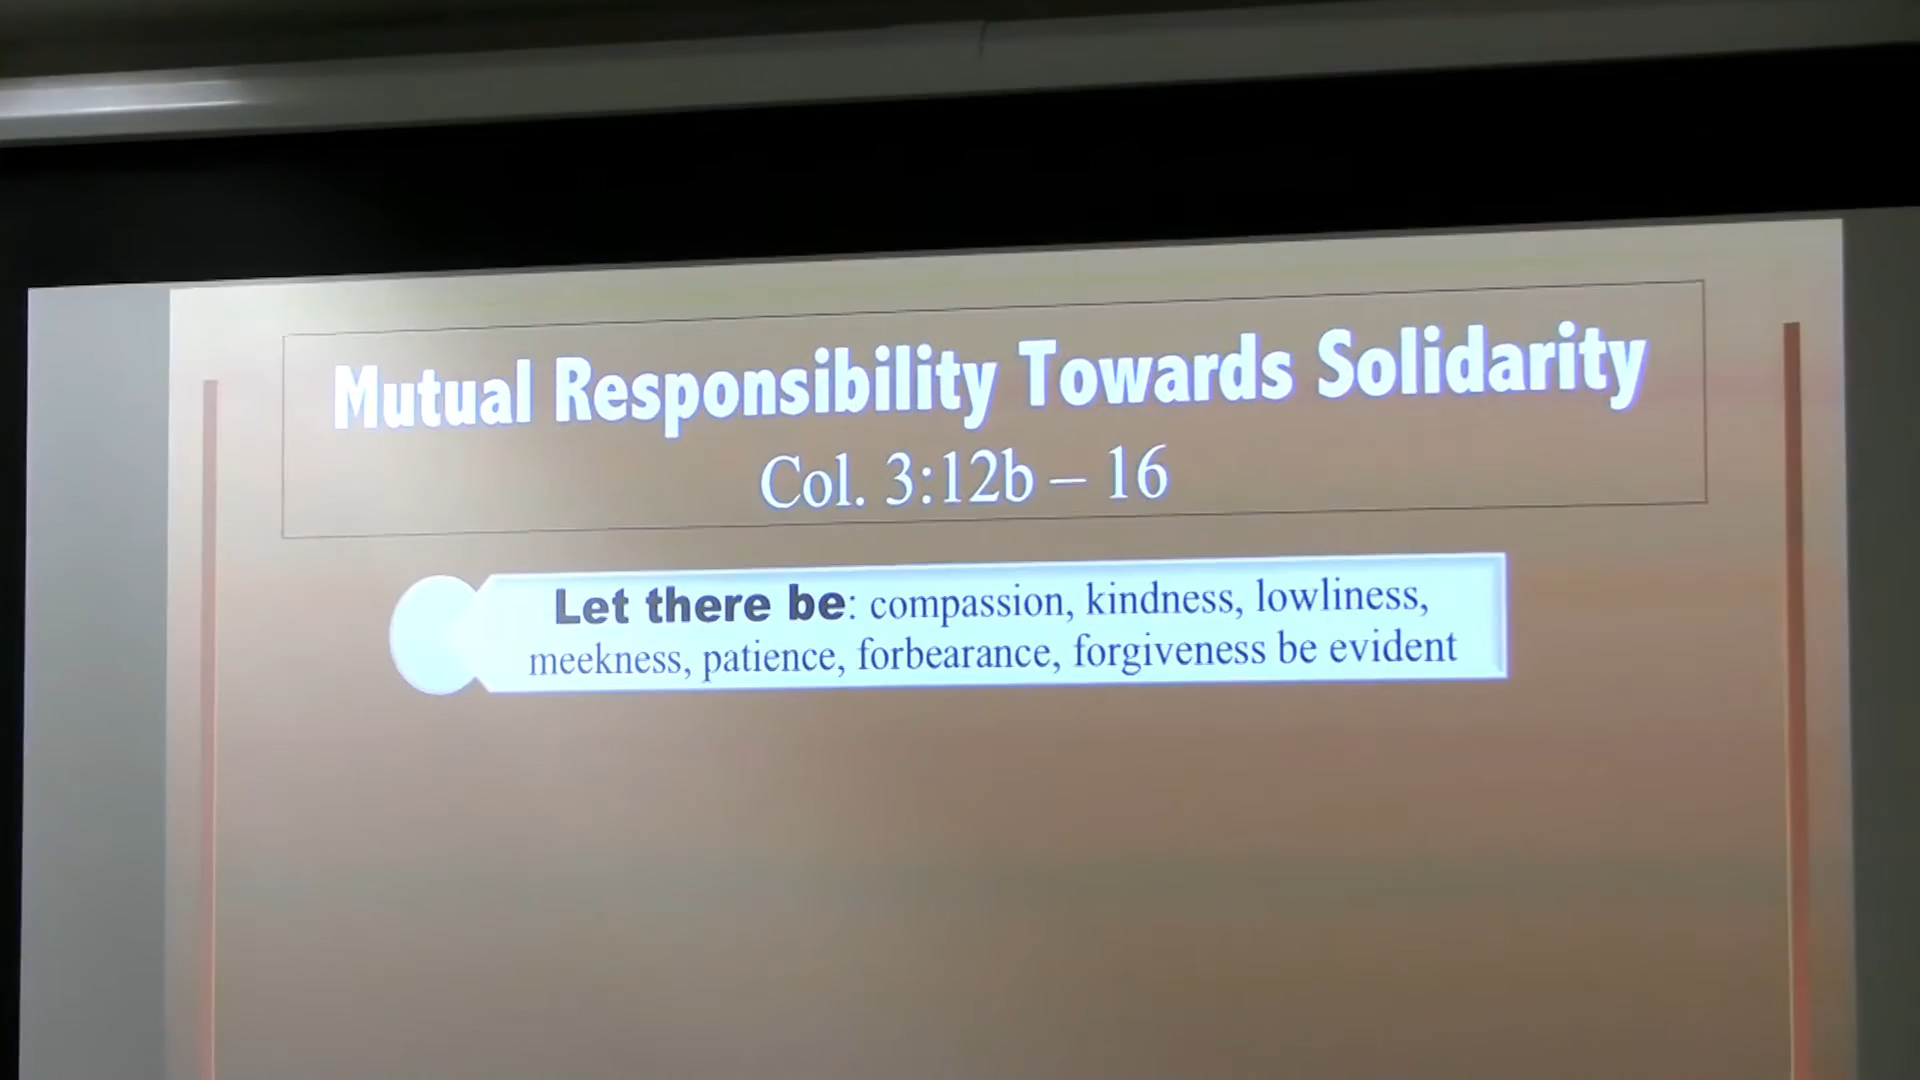 Mutual Responsibility Towards Solidarity
Col. 3:12b – 16
Let there be: compassion, kindness, lowliness,
meekness, patience, forbearance, forgiveness be evident